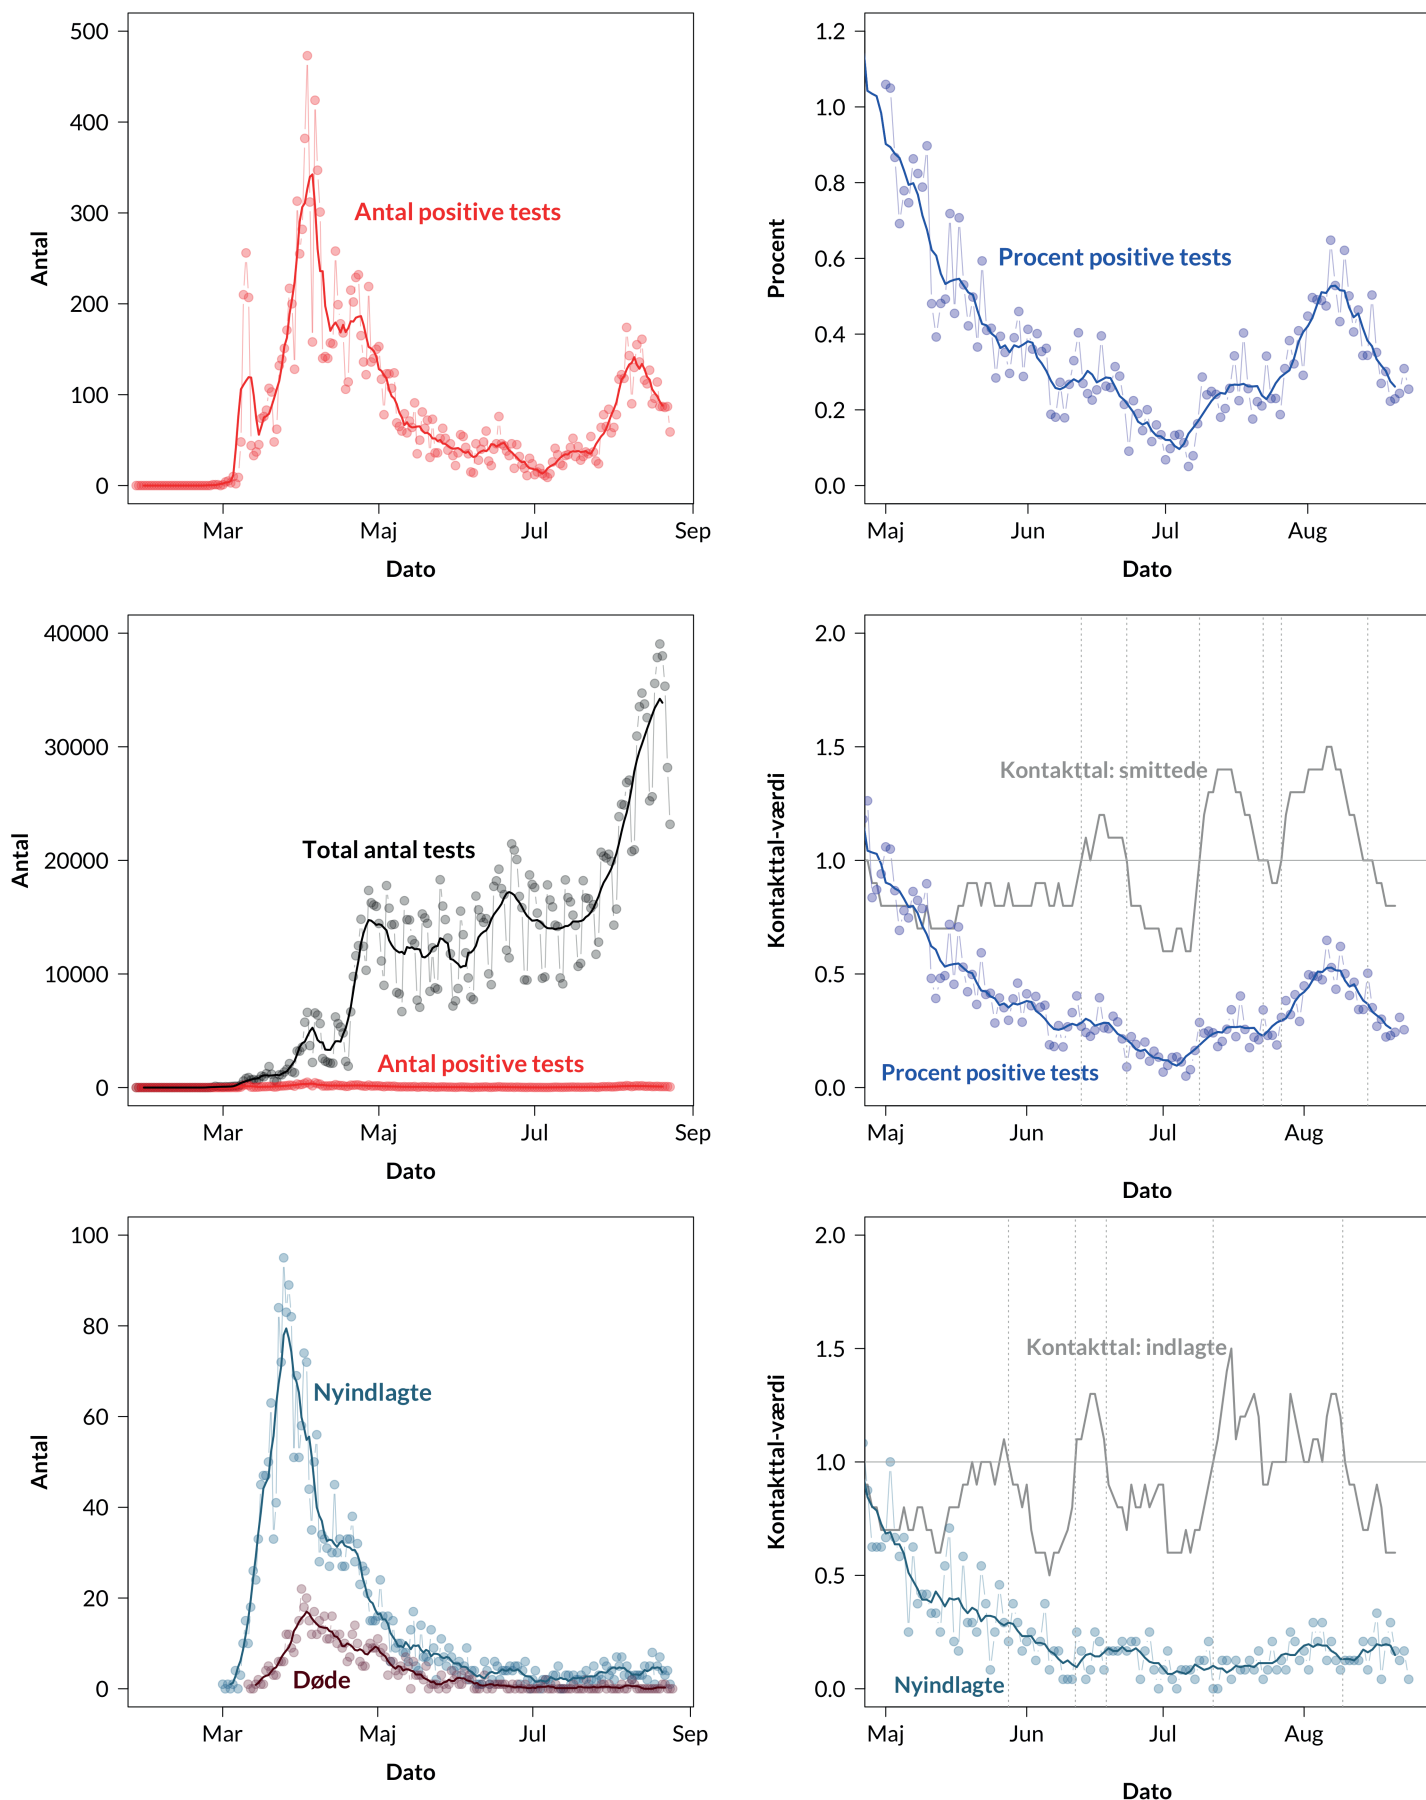 500
400
300
200
100
0
Antal
Antal positive tests
Mar
Maj
Jul
Sep
Dato
1.2
1.0
0.8
0.6
0.4
0.2
0.0
Procent
Procent positive tests
Maj
Jun
Jul
Aug
Dato
40000
30000
20000
10000
0
Antal
Total antal tests
Antal positive tests
Mar
Maj
Jul
Sep
Dato
2.0
1.5
1.0
0.5
0.0
Kontakttal-værdi
Kontakttal: smittede
Procent positive tests
Maj
Jun
Jul
Aug
Dato
100
80
60
40
20
0
Antal
Nyindlagte
Døde
Mar
Maj
Jul
Sep
Dato
2.0
1.5
1.0
0.5
0.0
Kontakttal-værdi
Kontakttal: indlagte
Nyindlagte
Maj
Jun
Jul
Aug
Dato